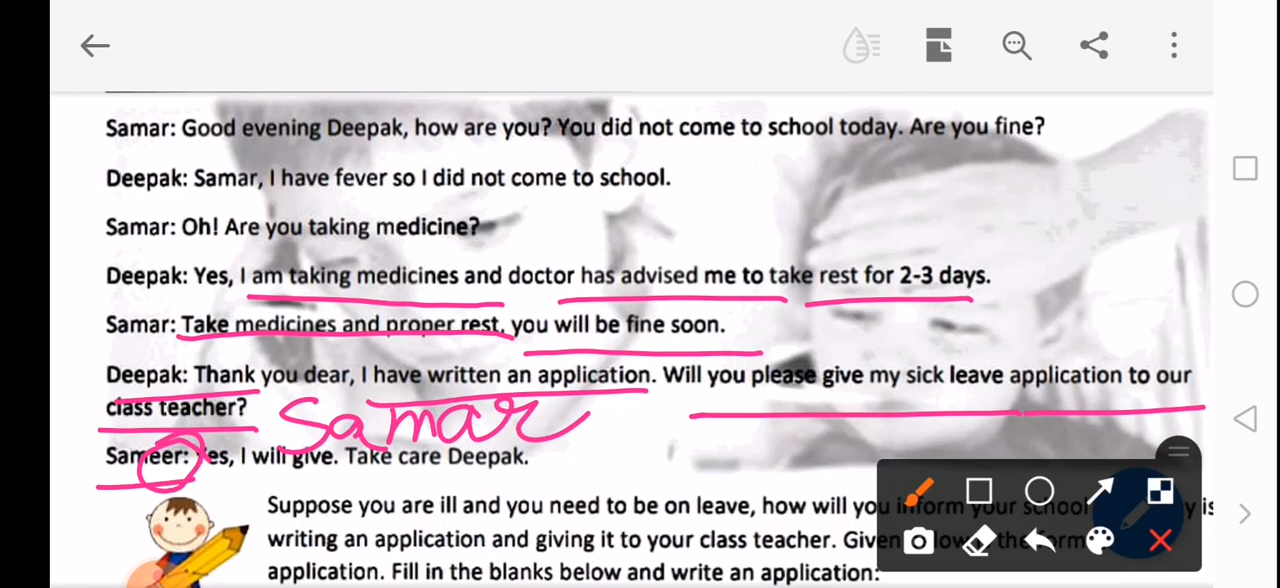 Samar: Good evening Deepak, how are you? You did not come to school today. Are you fine?
Deepak: Samar, I have fever so I did not come to school.
Samar: Oh! Are you taking medicine?
Deepak: Yes, I am taking medicines and doctor has advised me to take rest for 2-3 days.
Samar: Take medicines and proper rest, you will be fine soon.
Deepak: Thank you dear, I have written an application. Will you please give my sick leave application to our
class teacher?
Samar
Sameer: Yes, I will give. Take care Deepak.
Suppose you are ill and you need to be on leave, how will you inform your school
writing an application and giving it to your class teacher. Given
application. Fill in the blanks below and write an application: